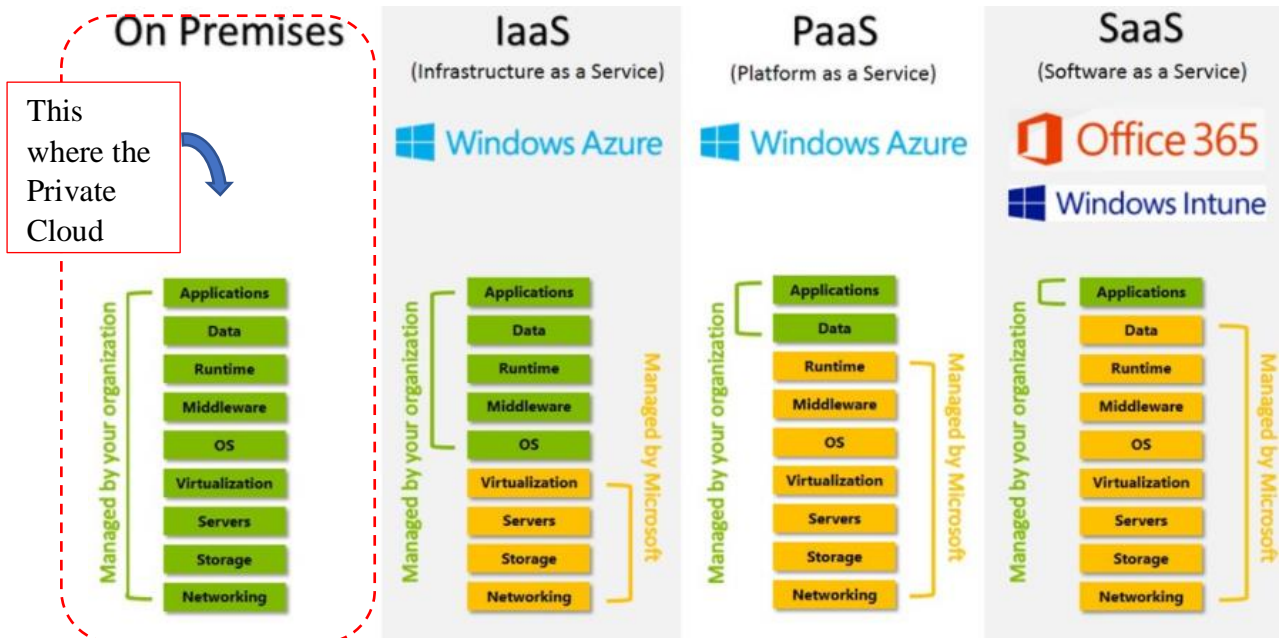 On Premises
This
where the
Private
Cloud
Managed by your organization
Applications
Data
Runtime
Middleware
OS
Virtualization
Servers
Storage
Networking
IaaS
(Infrastructure as a Service)
Windows Azure
Managed by your organization
Applications
Data
Runtime
Middleware
OS
Virtualization
Servers
Storage
Networking
Managed by Microsoft
PaaS
(Platform as a Service)
Windows Azure
Managed by your organization
Applications
Data
Runtime
Middleware
OS
Virtualization
Servers
Storage
Networking
Managed by Microsoft
SaaS
(Software as a Service)
Office 365
Windows Intune
Managed by your organization
Applications
Data
Runtime
Middleware
OS
Virtualization
Servers
Storage
Networking
Managed by Microsoft